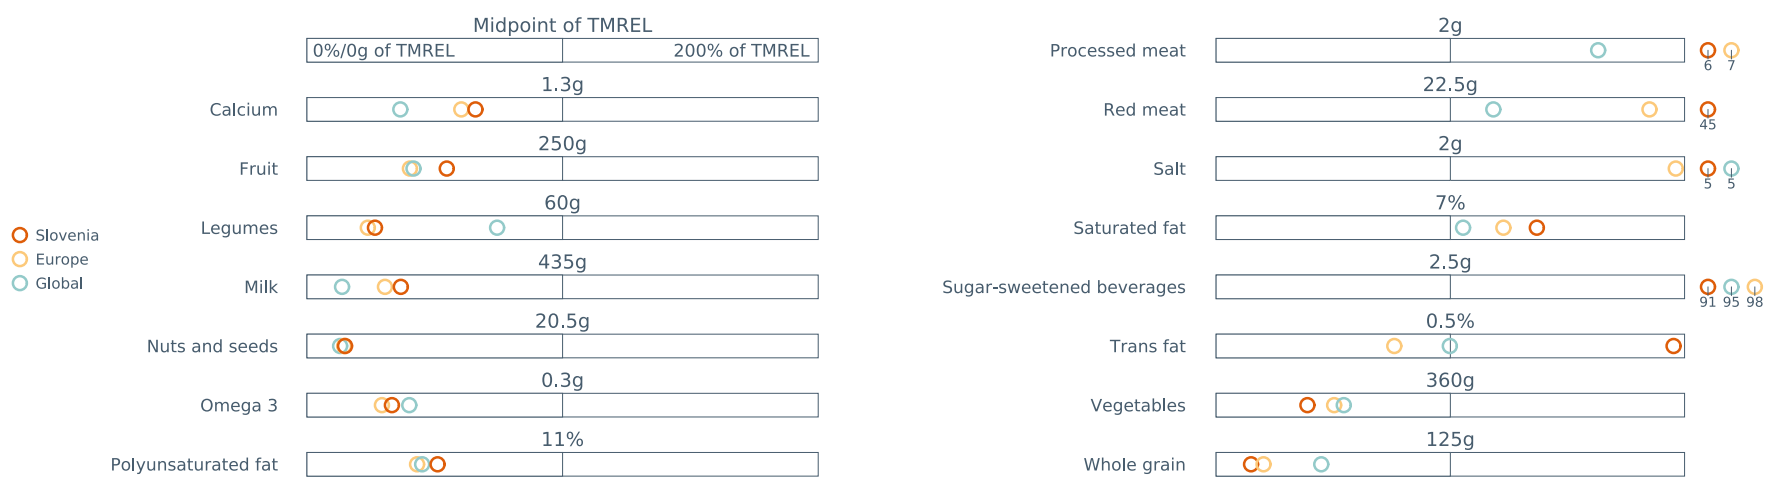 Midpoint of TMREL
0%/0g of TMREL 200% of TMREL
1.3g
Calcium
250g
Fruit
60g
Legumes
435g
Milk
20.5g
Nuts and seeds
0.3g
Omega 3
11%
Polyunsaturated fat
Slovenia
Europe
Global
2g
Processed meat
6 7
22.5g
Red meat
45
2g
Salt
5 5
7%
Saturated fat
2.5g
Sugar-sweetened beverages
91 95 98
0.5%
Trans fat
360g
Vegetables
125g
Whole grain